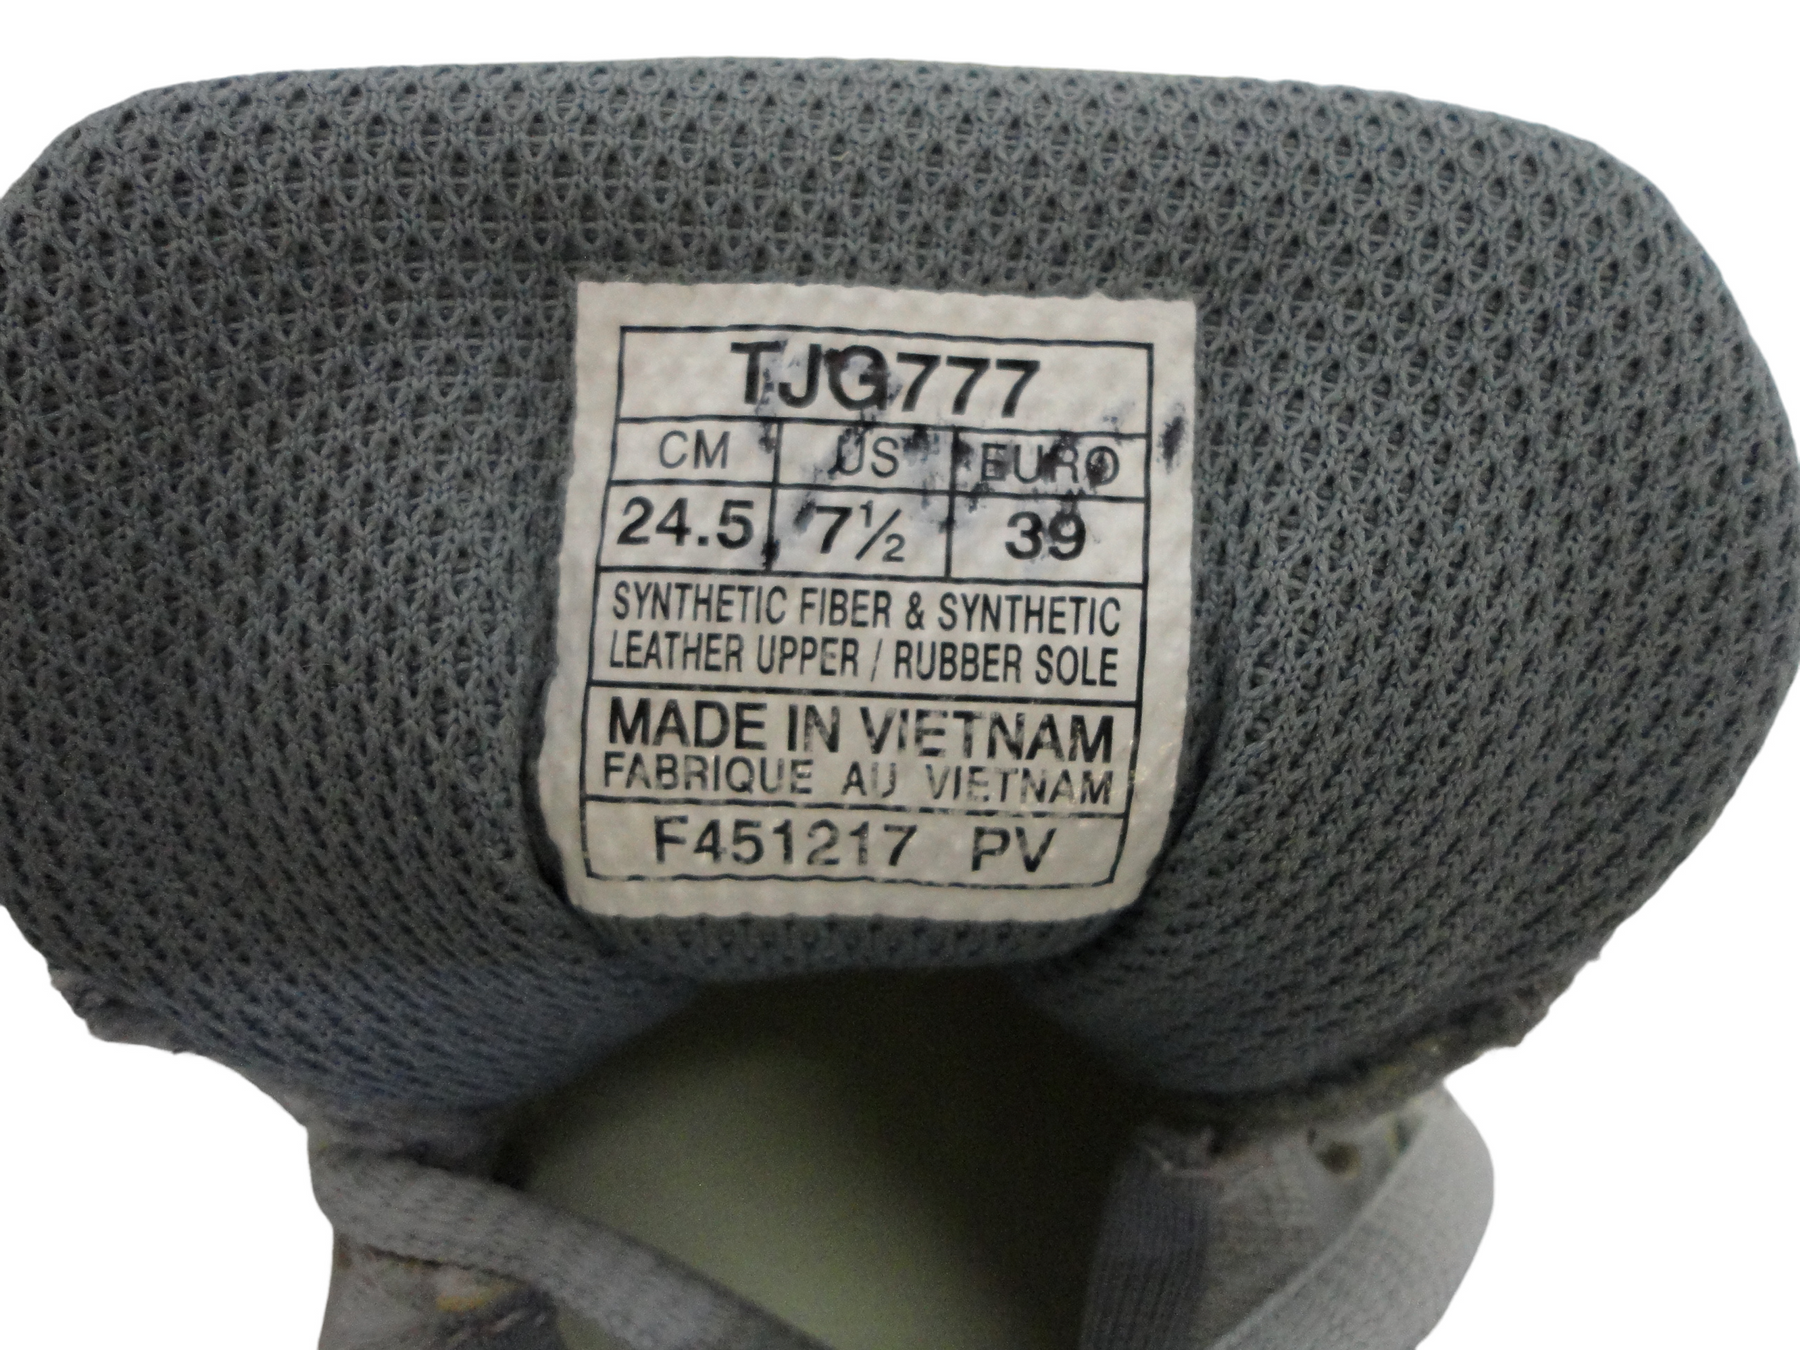 TJG777
CM US EURO
24.5 7½ 39
SYNTHETIC FIBER & SYNTHETIC
LEATHER UPPER / RUBBER SOLE
MADE IN VIETNAM
FABRIQUE AU VIETNAM
F451217 PV